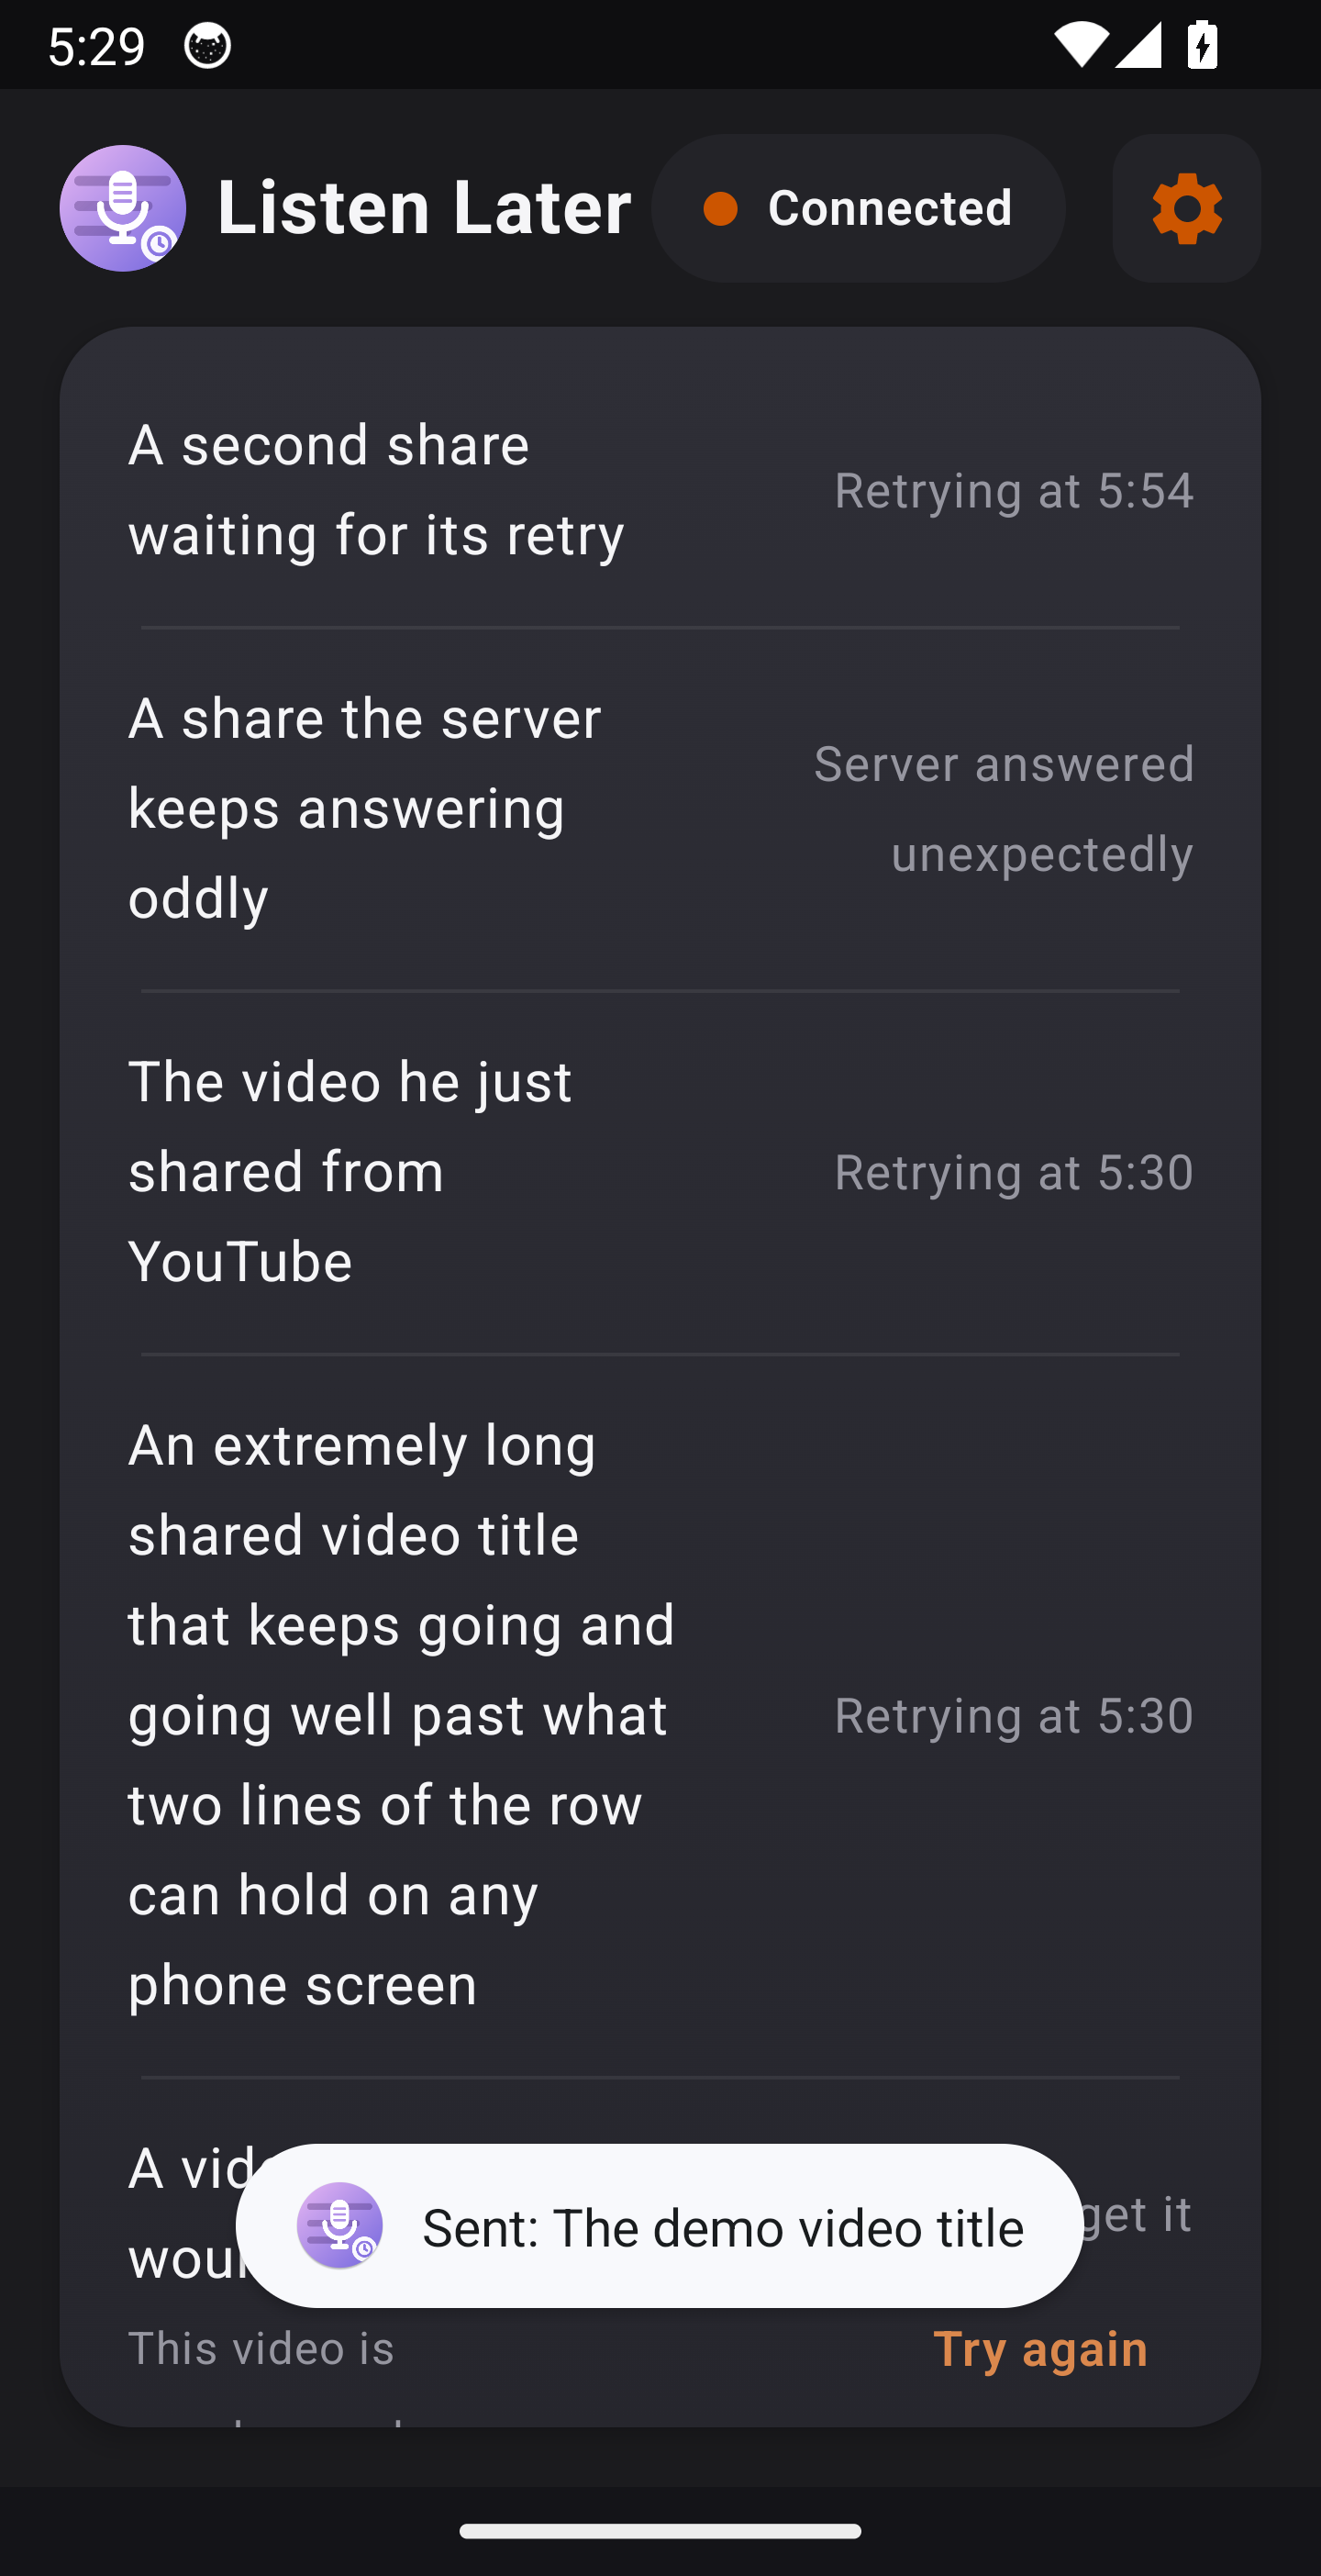 5:29
Listen Later
Connected
A second share
waiting for its retry
Retrying at 5:54
A share the server
keeps answering
oddly
Server answered
unexpectedly
The video he just
shared from
YouTube
Retrying at 5:30
An extremely long
shared video title
that keeps going and
going well past what
two lines of the row
can hold on any
phone screen
Retrying at 5:30
A
get it
Sent: The demo video title
This video is
Try again